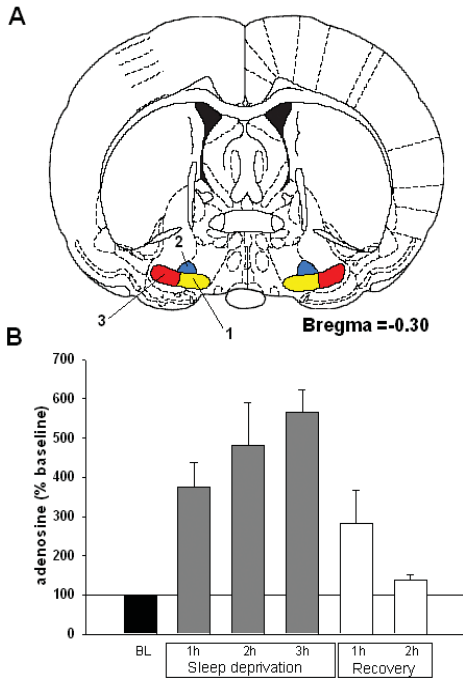 A
2
3
1
Bregma =-0.30
B
adenosine (% baseline)
700
600
500
400
300
200
100
100
0
BL
1h
2h
3h
1h
2h
Sleep deprivation
Recovery